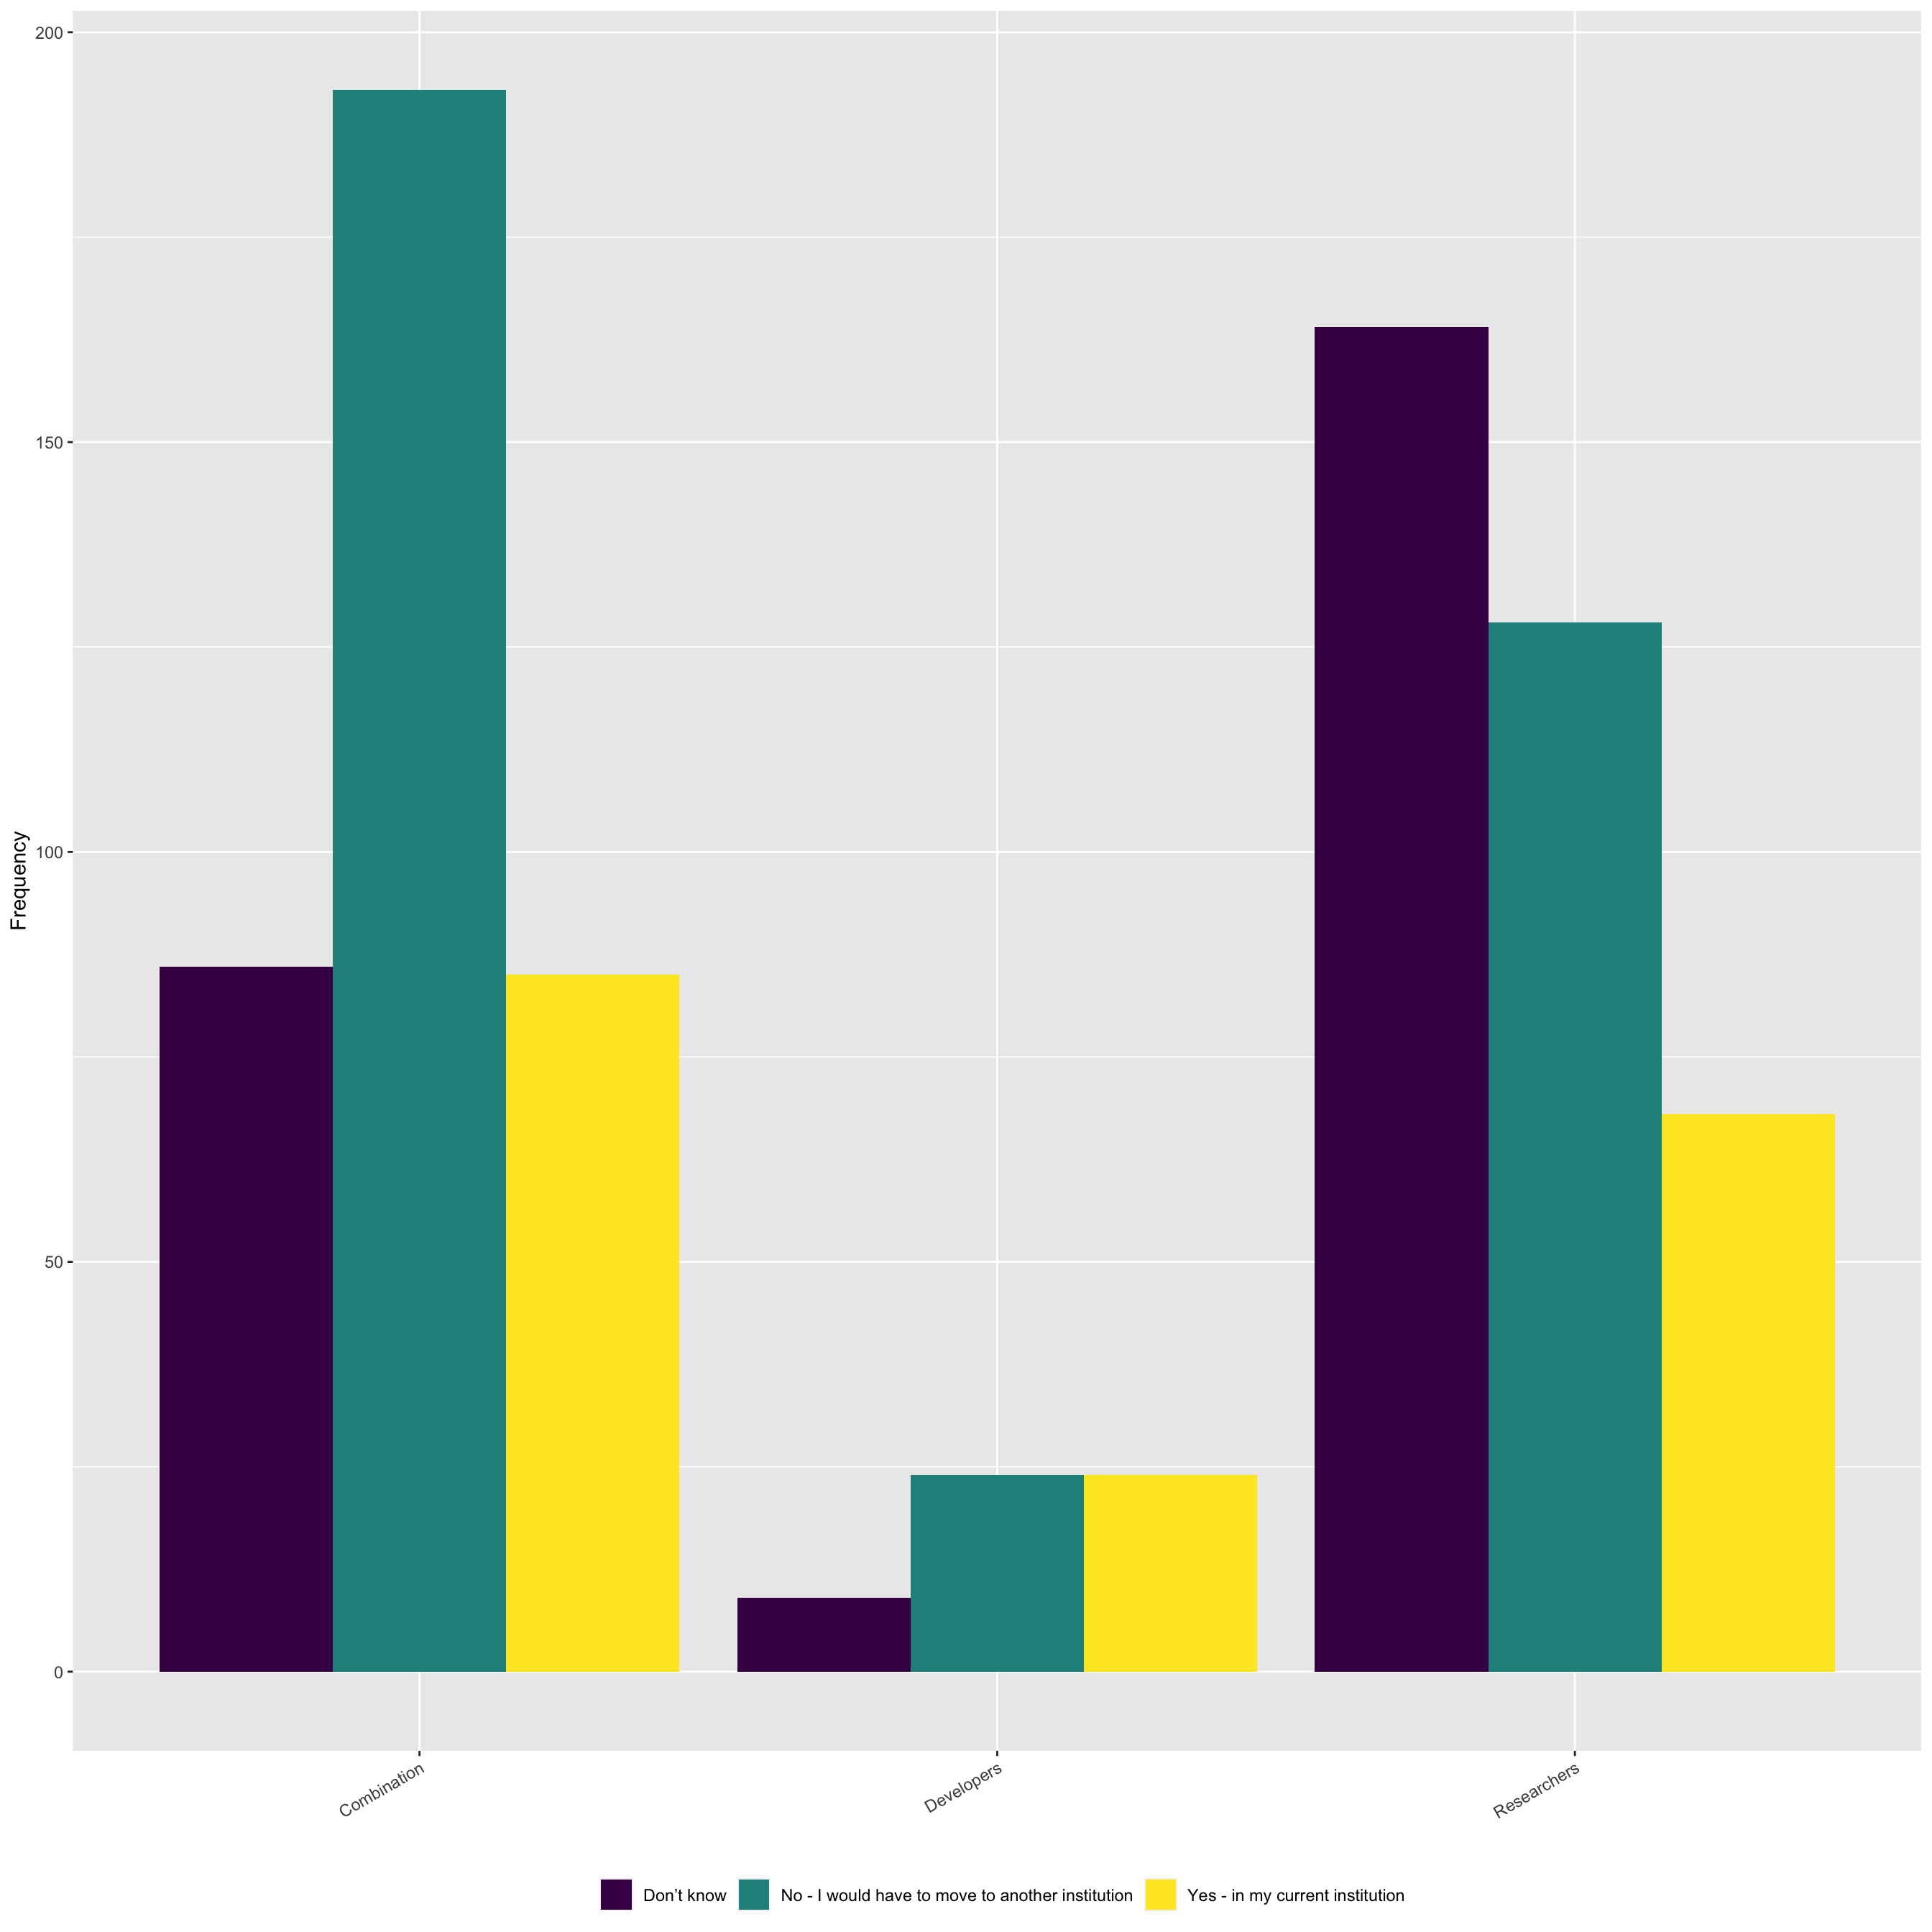 200
150
100
50
0
Frequency
Combination
Developers
Researchers
Don’t know
No - I would have to move to another institution
Yes - in my current institution